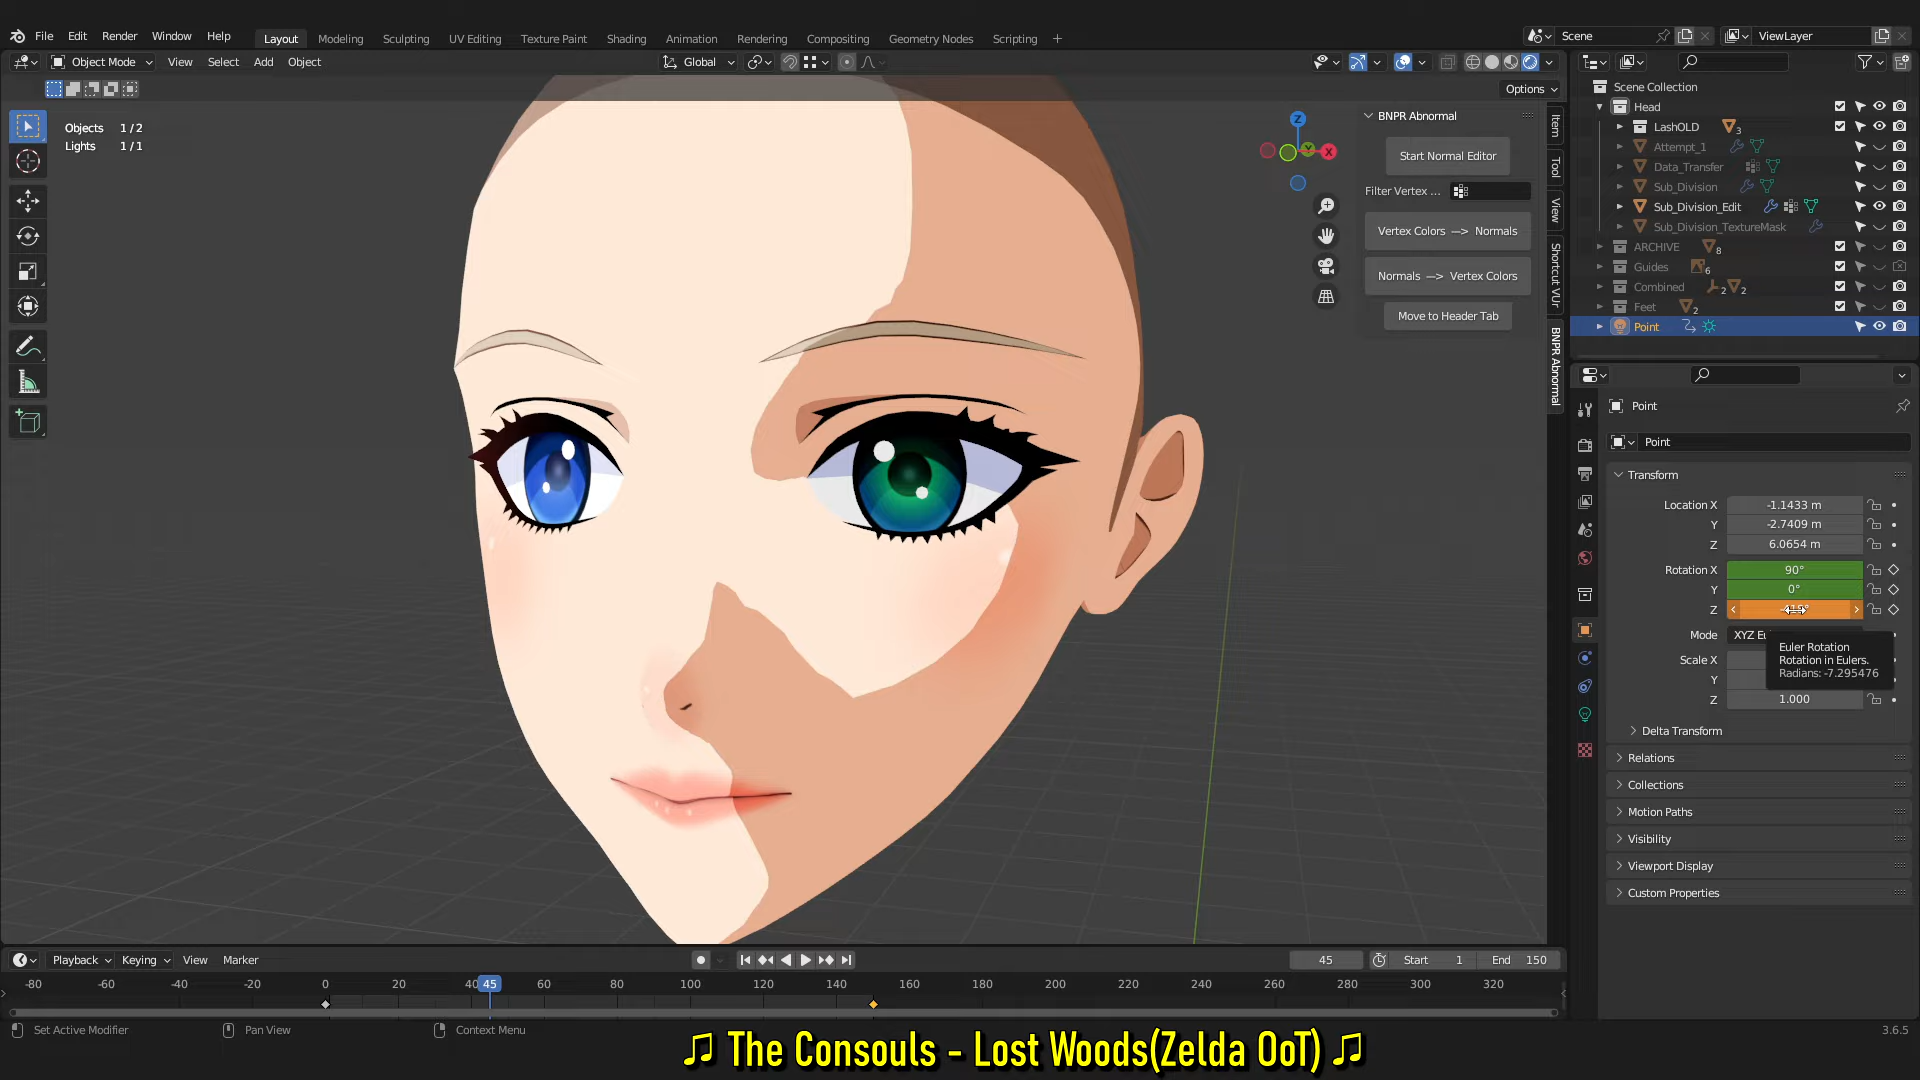 File Edit Render Window Help Layout Modeling Sculpting UV Editing Texture Paint Shading Animation Rendering Compositing Geometry Nodes Scripting + Scene ViewLayer
Object Mode View Select Add Object Global
Options
Objects 1 / 2
Lights 1 / 1
Z
X
Y
BNPR Abnormal
Start Normal Editor
Filter Vertex ...
Vertex Colors —> Normals
Normals —> Vertex Colors
Move to Header Tab
Item
Tool
View
Shortcut VUr
BNPR Abnormal
Scene Collection
Head
LashOLD 3
Attempt_1
Data_Transfer
Sub_Division
Sub_Division_Edit
Sub_Division_TextureMask
ARCHIVE 8
Guides 6
Combined 2 2
Feet 2
Point
Point
Point
Transform
Location X -1.1433 m
Y -2.7409 m
Z 6.0654 m
Rotation X 90°
Y 0°
Z
Mode XYZ Eu
Euler Rotation
Rotation in Eulers.
Radians: -7.295476
Scale X
Y
Z 1.000
Delta Transform
Relations
Collections
Motion Paths
Visibility
Viewport Display
Custom Properties
Playback Keying View Marker 45 Start 1 End 150
-80 -60 -40 -20 0 20 40 45 60 80 100 120 140 160 180 200 220 240 260 280 300 320
Set Active Modifier Pan View Context Menu 3.6.5
♫ The Consouls - Lost Woods(Zelda OoT) ♫